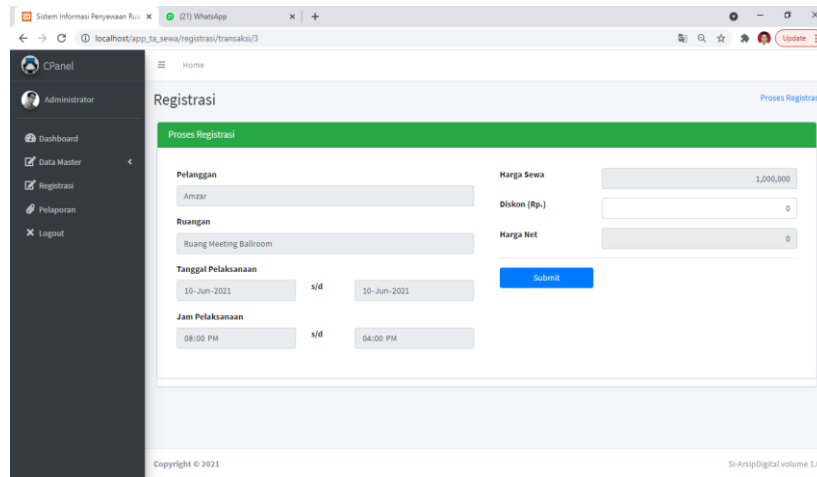 Sistem Informasi Penyewaan Rua
(21) WhatsApp
localhost/app_ta_sewa/registrasi/transaksi/3
Update
CPanel
Home
Administrator
Registrasi
Proses Registras
Dashboard
Data Master
Registrasi
Pelaporan
Logout
Proses Registrasi
Pelanggan
Amzar
Ruangan
Ruang Meeting Ballroom
Tanggal Pelaksanaan
10-Jun-2021 s/d 10-Jun-2021
Jam Pelaksanaan
08:00 PM s/d 04:00 PM
Harga Sewa 1,000,000
Diskon (Rp.) 0
Harga Net 0
Submit
Copyright © 2021
Si-ArsipDigital volume 1.